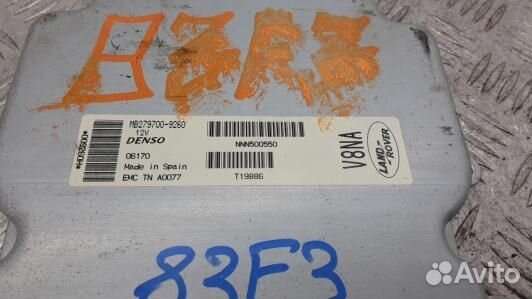 83F3
MB279700-9260
12V
DENSO
NNN500550
06170
Made in Spain
EMC TN A0077
T19886
V8NA
LAND-ROVER
83F3
Avito